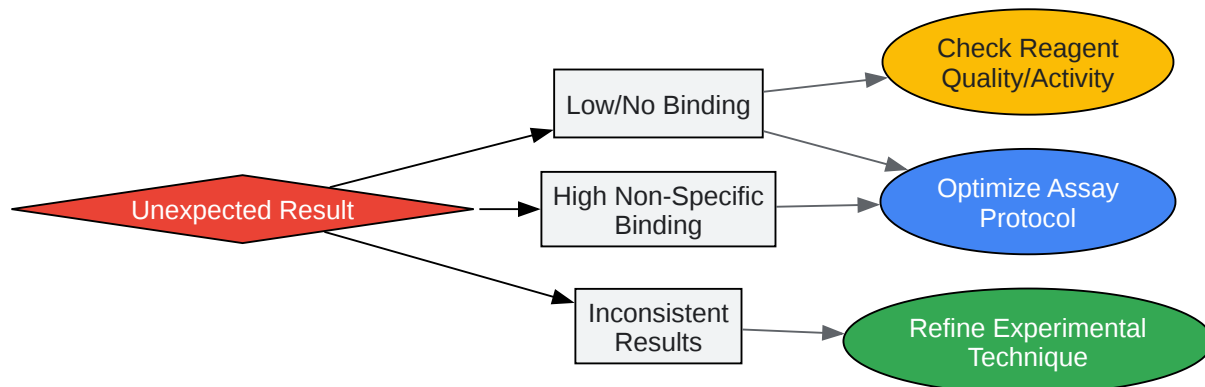 Unexpected Result
Low/No Binding
High Non-Specific
Binding
Inconsistent
Results
Check Reagent
Quality/Activity
Optimize Assay
Protocol
Refine Experimental
Technique